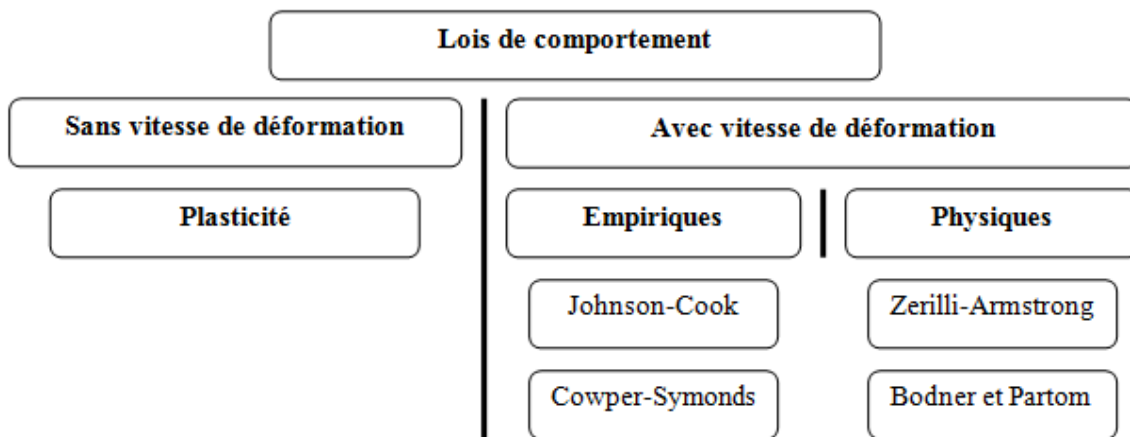 Lois de comportement
Sans vitesse de déformation
Avec vitesse de déformation
Plasticité
Empiriques
Physiques
Johnson-Cook
Zerilli-Armstrong
Cowper-Symonds
Bodner et Partom